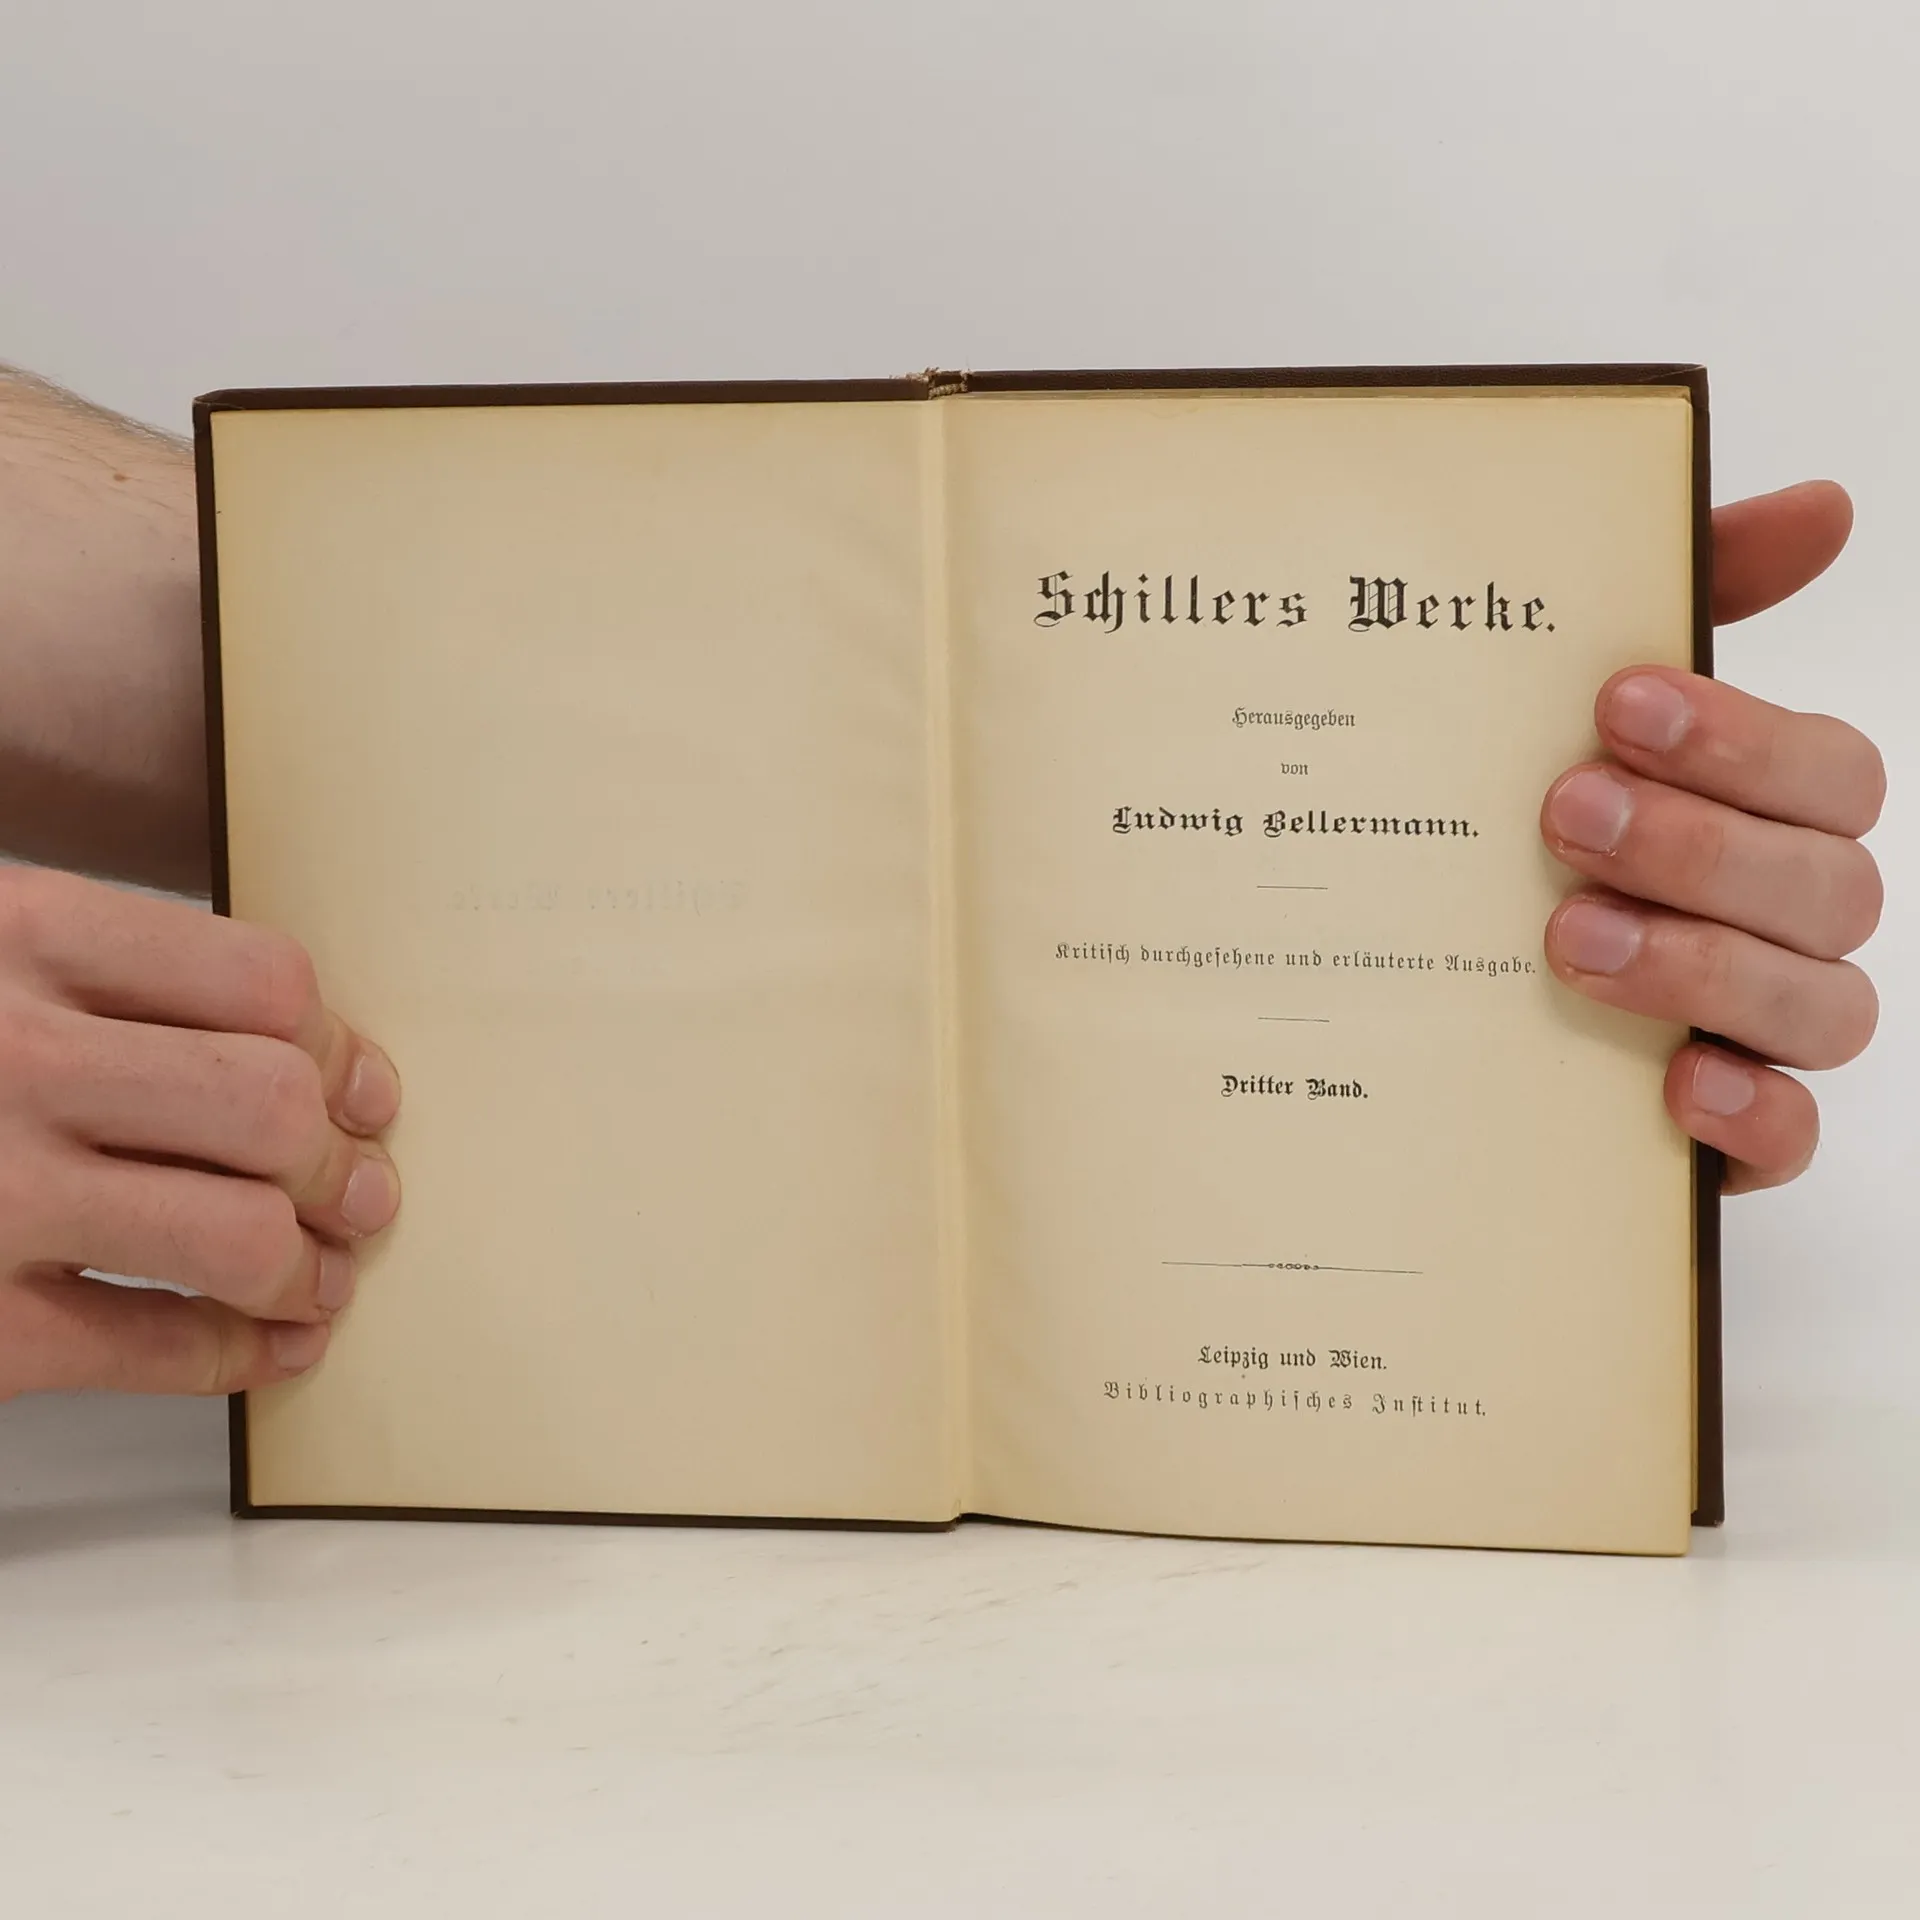 Schillers Werke.
Herausgegeben
von
Ludwig Bellermann.
Kritisch durchgesehene und erläuterte Ausgabe.
Dritter Band.
Leipzig und Wien.
Bibliographisches Institut.